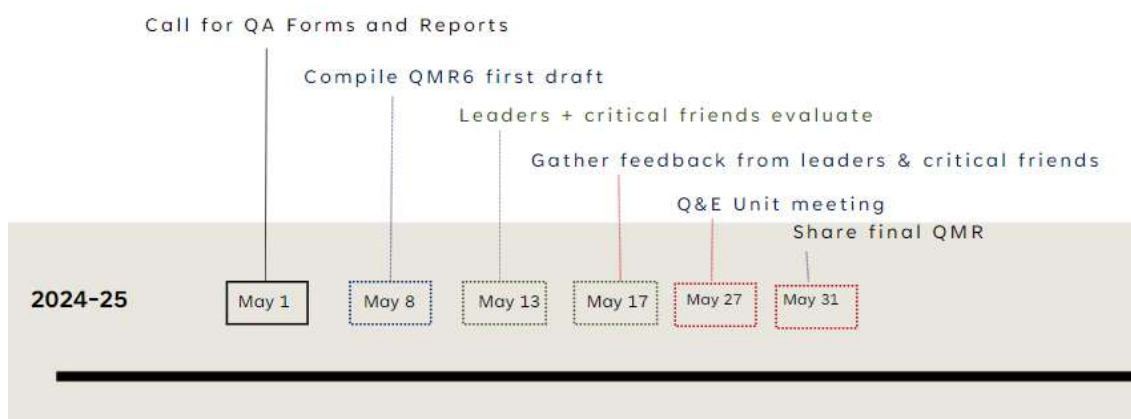 Call for QA Forms and Reports
Compile QMR6 first draft
Leaders + critical friends evaluate
Gather feedback from leaders & critical friends
Q&E Unit meeting
Share final QMR
2024-25
May 1
May 8
May 13
May 17
May 27
May 31